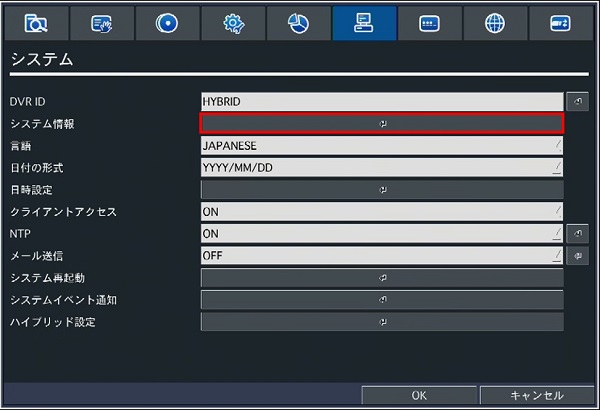 システム
DVR ID HYBRID
システム情報
言語 JAPANESE
日付の形式 YYYY/MM/DD
日時設定
クライアントアクセス ON
NTP ON
メール送信 OFF
システム再起動
システムイベント通知
ハイブリッド設定
OK キャンセル